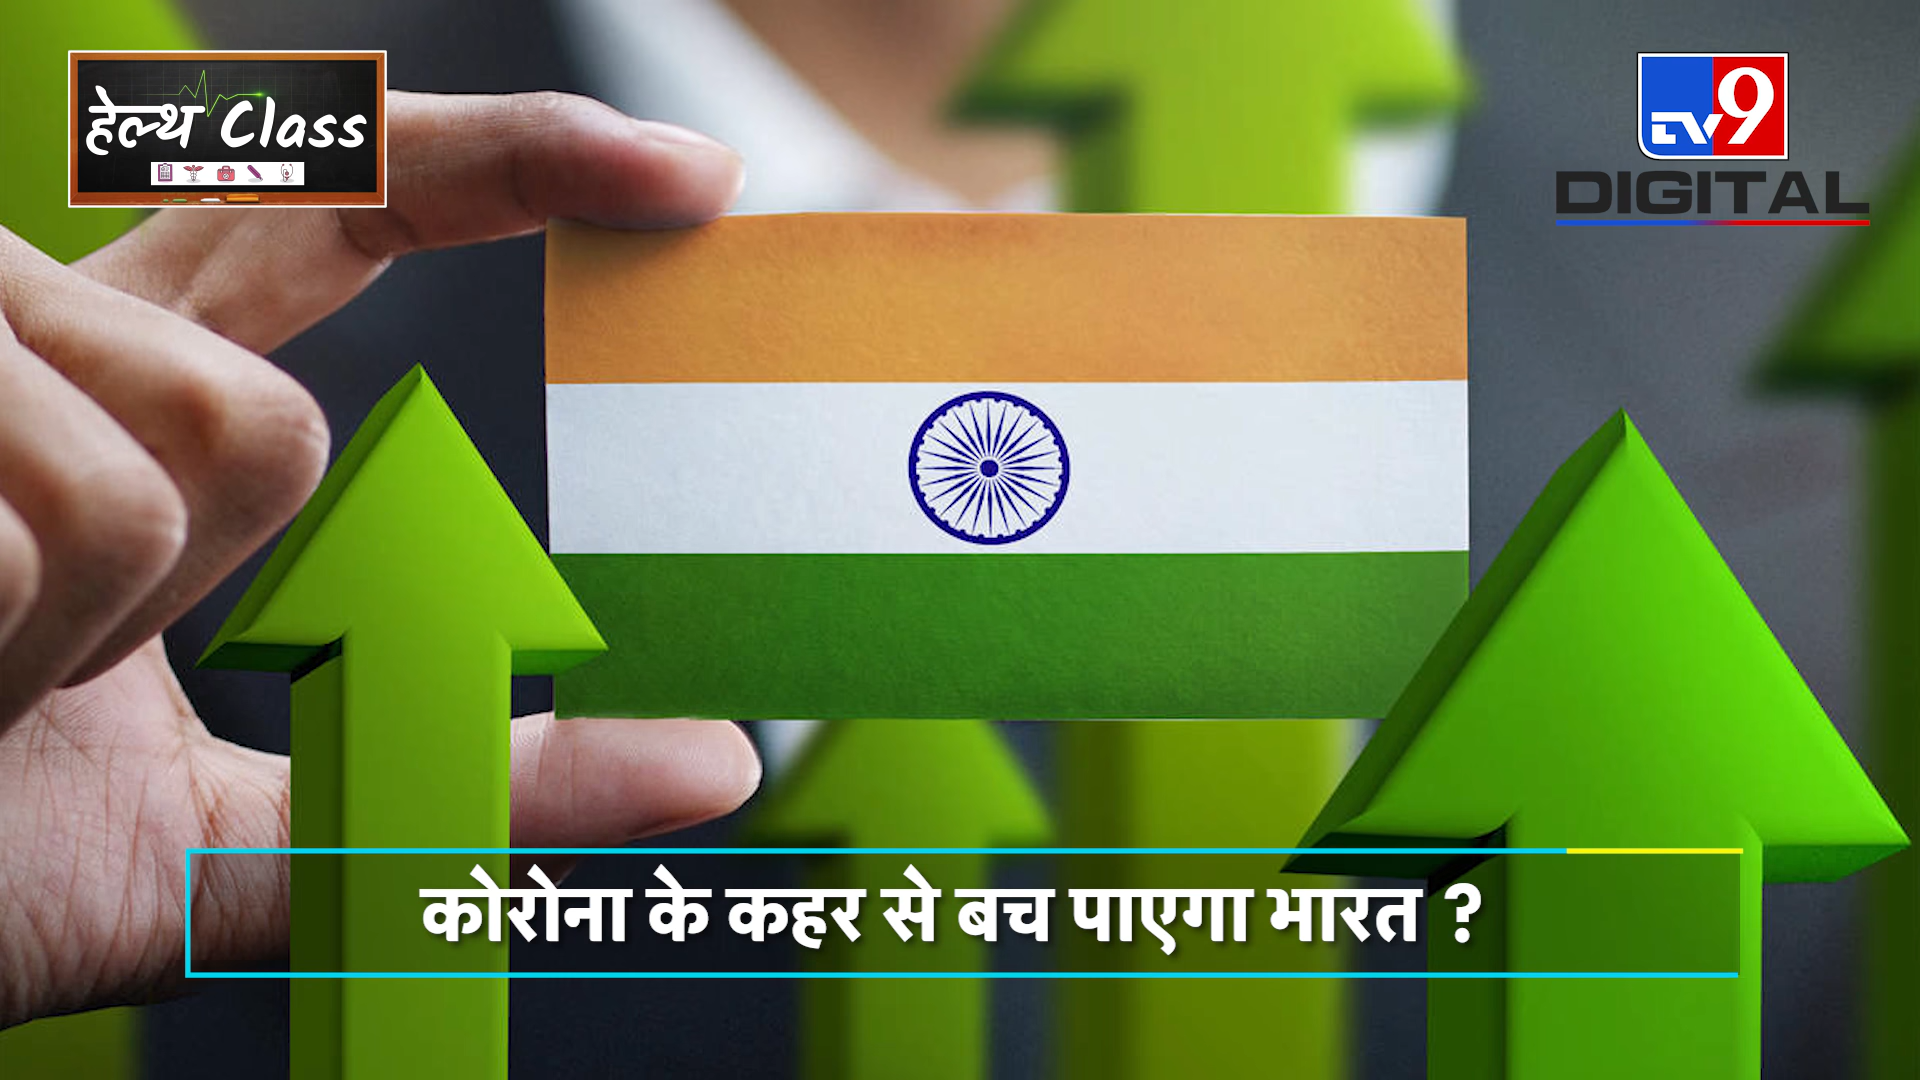 हेल्थ Class
TV9
DIGITAL
कोरोना के कहर से बच पाएगा भारत ?